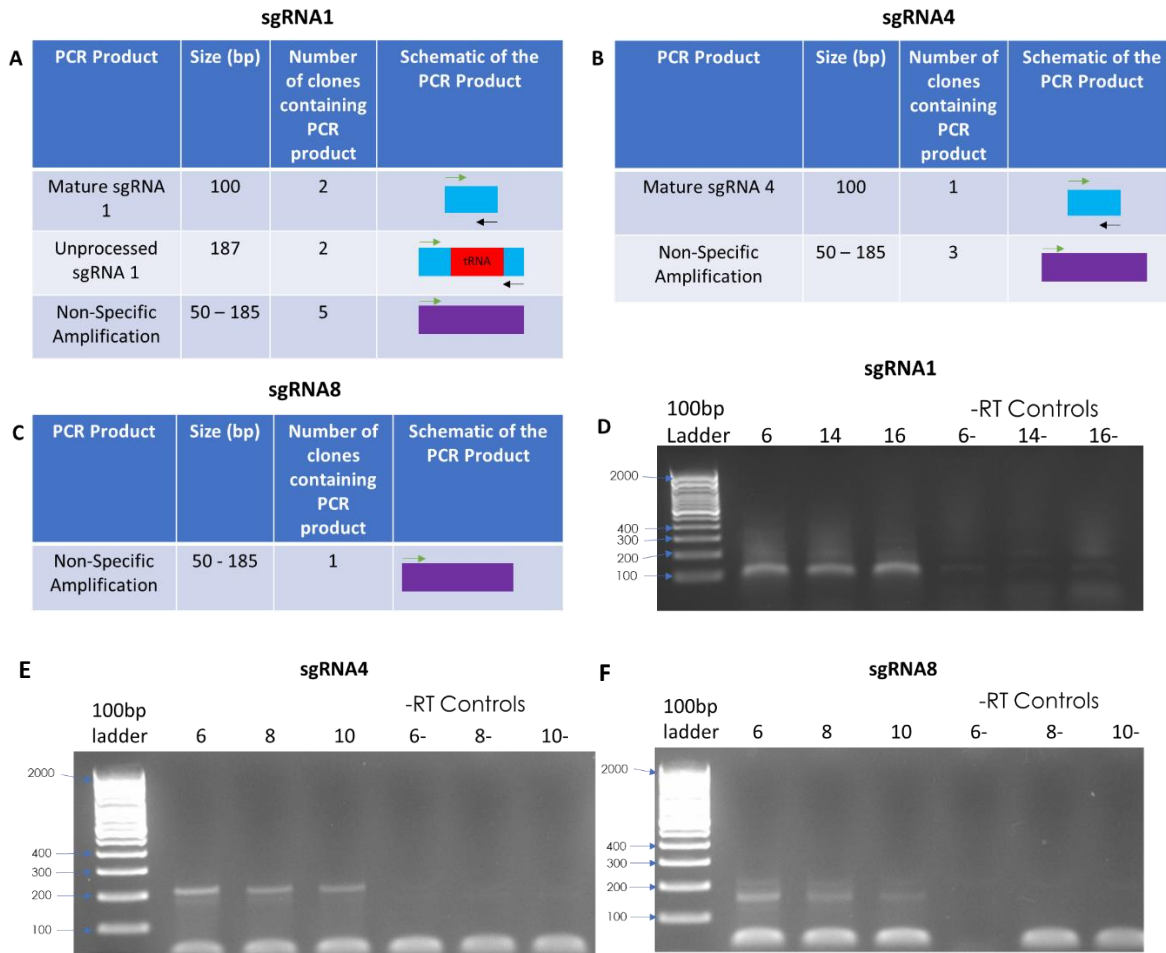 sgRNA1
A
PCR Product Size (bp) Number of clones containing PCR product Schematic of the PCR Product
Mature sgRNA 1 100 2
Unprocessed sgRNA 1 187 2 tRNA
Non-Specific Amplification 50 – 185 5
sgRNA4
B
PCR Product Size (bp) Number of clones containing PCR product Schematic of the PCR Product
Mature sgRNA 4 100 1
Non-Specific Amplification 50 – 185 3
sgRNA8
C
PCR Product Size (bp) Number of clones containing PCR product Schematic of the PCR Product
Non-Specific Amplification 50 - 185 1
sgRNA1
D
100bp Ladder 6 14 16 -RT Controls 6- 14- 16-
2000
400
300
200
100
sgRNA4
E
100bp ladder 6 8 10 -RT Controls 6- 8- 10-
2000
400
300
200
100
sgRNA8
F
100bp ladder 6 8 10 -RT Controls 6- 8- 10-
2000
400
300
200
100